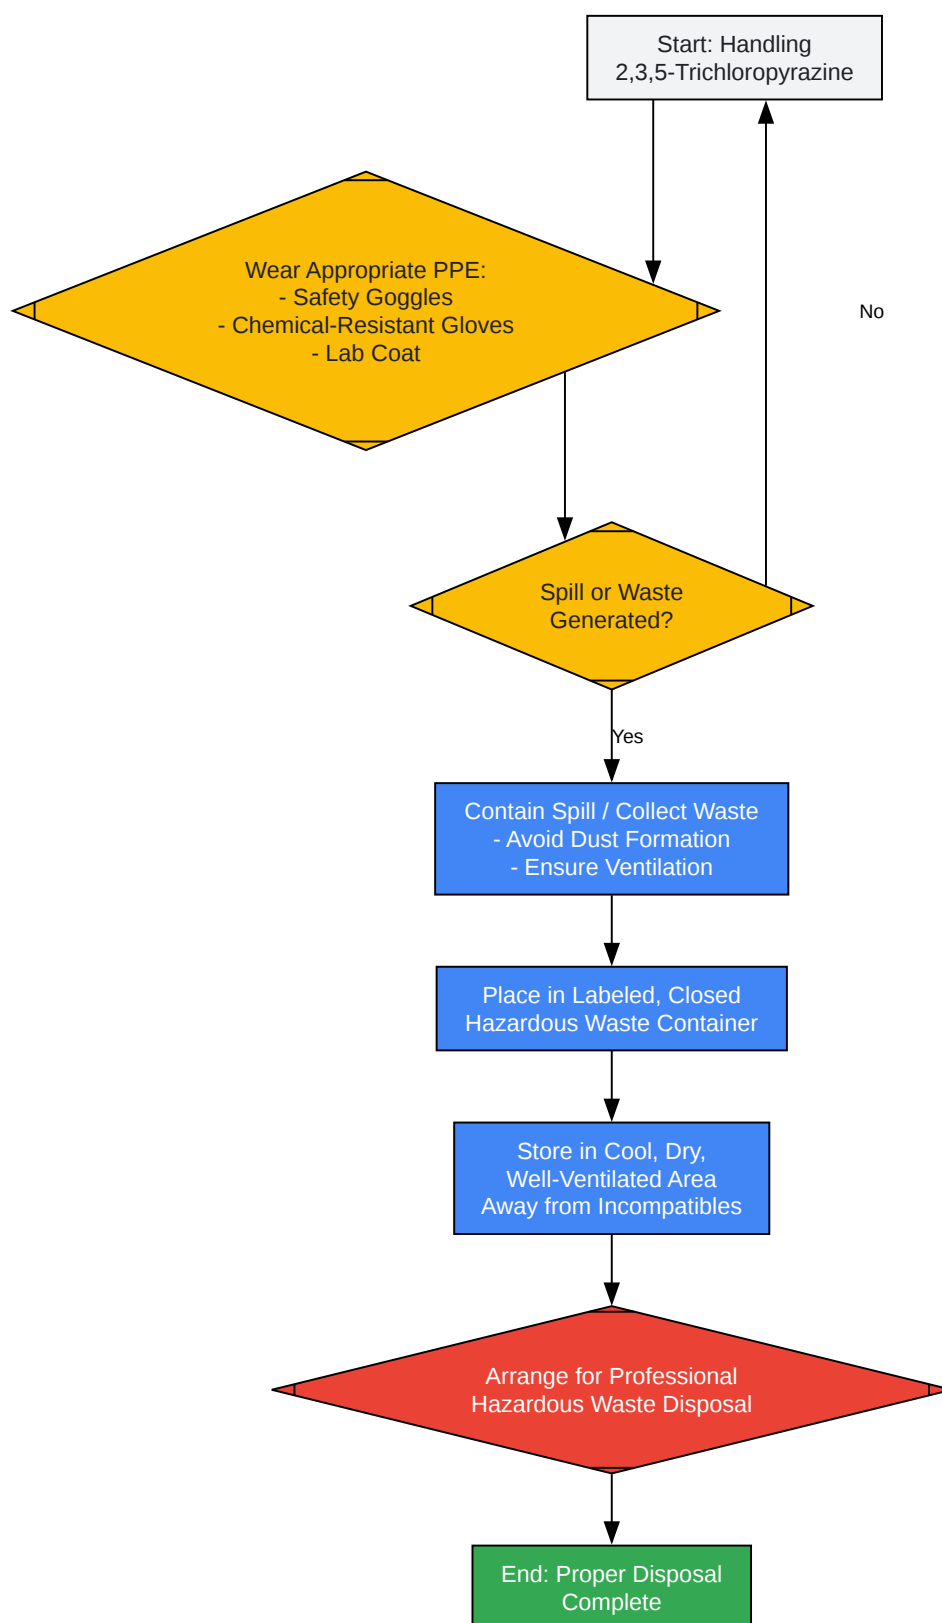 Start: Handling
2,3,5-Trichloropyrazine
Wear Appropriate PPE:
- Safety Goggles
- Chemical-Resistant Gloves
- Lab Coat
No
Spill or Waste
Generated?
Yes
Contain Spill / Collect Waste
- Avoid Dust Formation
- Ensure Ventilation
Place in Labeled, Closed
Hazardous Waste Container
Store in Cool, Dry,
Well-Ventilated Area
Away from Incompatibles
Arrange for Professional
Hazardous Waste Disposal
End: Proper Disposal
Complete